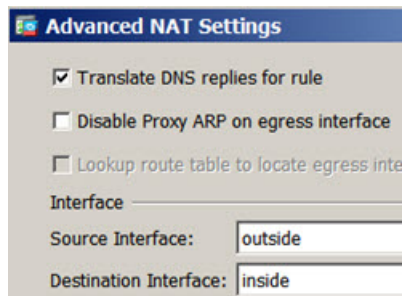 Advanced NAT Settings
Translate DNS replies for rule
Disable Proxy ARP on egress interface
Lookup route table to locate egress inte
Interface
Source Interface: outside
Destination Interface: inside